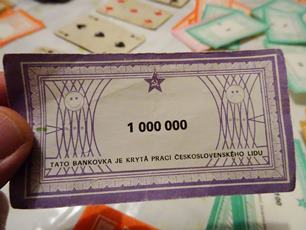 1 000 000
TATO BANKOVKA JE KRYTÁ PRACÍ ČESKOSLOVENSKÉHO LIDU